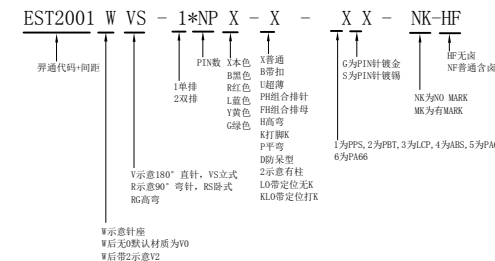 EST2001 W VS - 1*NP X - X - X X - NK-HF
羿通代码+间距
PIN数
1单排
2双排
X本色
B黑色
R红色
L蓝色
Y黄色
G绿色
X普通
B带扣
U超薄
PH组合排针
FH组合排母
H高弯
K打脚K
P平弯
D防呆型
2示意有柱
LO带定位无K
KLO带定位打K
G为PIN针镀金
S为PIN针镀锡
1为PPS,2为PBT,3为LCP,4为ABS,5为PA6
6为PA66
HF无卤
NF普通含卤
NK为NO MARK
MK为有MARK
V示意180°直针,VS立式
R示意90°弯针,RS卧式
RG高弯
W示意针座
W后无0默认材质为V0
W后带2示意V2